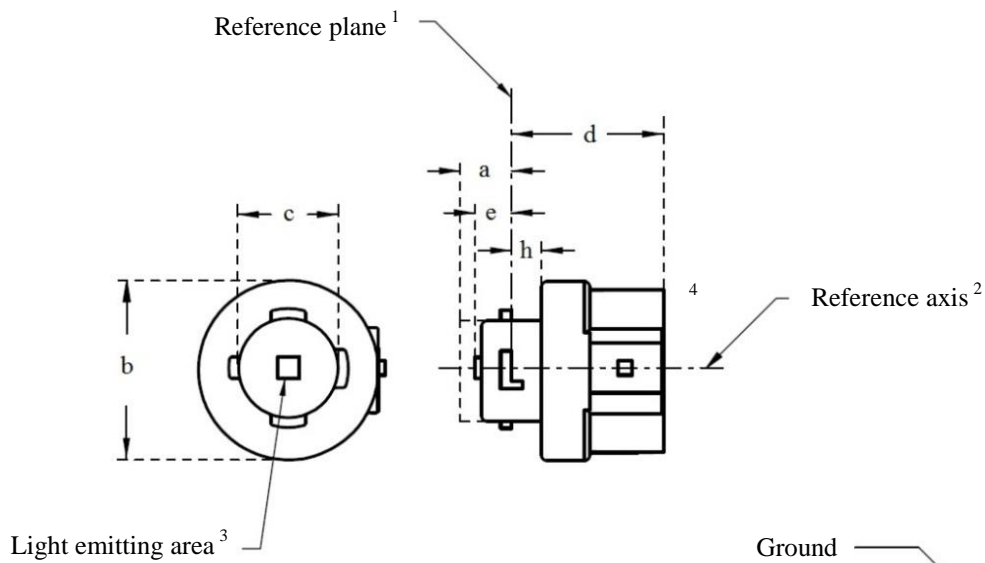 Reference plane 1
d
a
c
e
h
4
Reference axis 2
b
Light emitting area 3
Ground